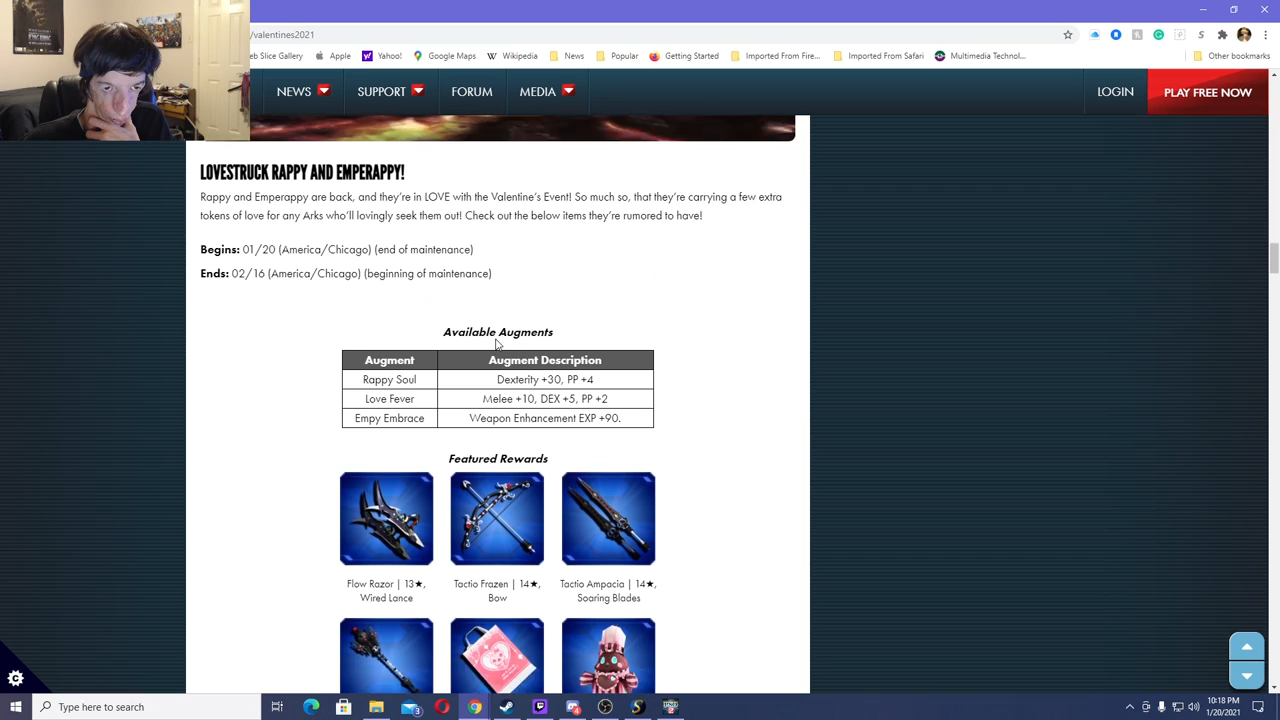 /valentines2021
eb Slice Gallery Apple Yahoo! Google Maps Wikipedia News Popular Getting Started Imported From Fire... Imported From Safari Multimedia Technol... Other bookmarks
NEWS SUPPORT FORUM MEDIA LOGIN PLAY FREE NOW
LOVESTRUCK RAPPY AND EMPERAPPY!
Rappy and Emperappy are back, and they're in LOVE with the Valentine's Event! So much so, that they're carrying a few extra
tokens of love for any Arks who'll lovingly seek them out! Check out the below items they're rumored to have!
Begins: 01/20 (America/Chicago) (end of maintenance)
Ends: 02/16 (America/Chicago) (beginning of maintenance)
Available Augments
Augment Augment Description
Rappy Soul Dexterity +30, PP +4
Love Fever Melee +10, DEX +5, PP +2
Empy Embrace Weapon Enhancement EXP +90.
Featured Rewards
Flow Razor | 13★, Tactio Frazen | 14★, Tactio Ampacia | 14★,
Wired Lance Bow Soaring Blades
Type here to search
10:18 PM
1/20/2021